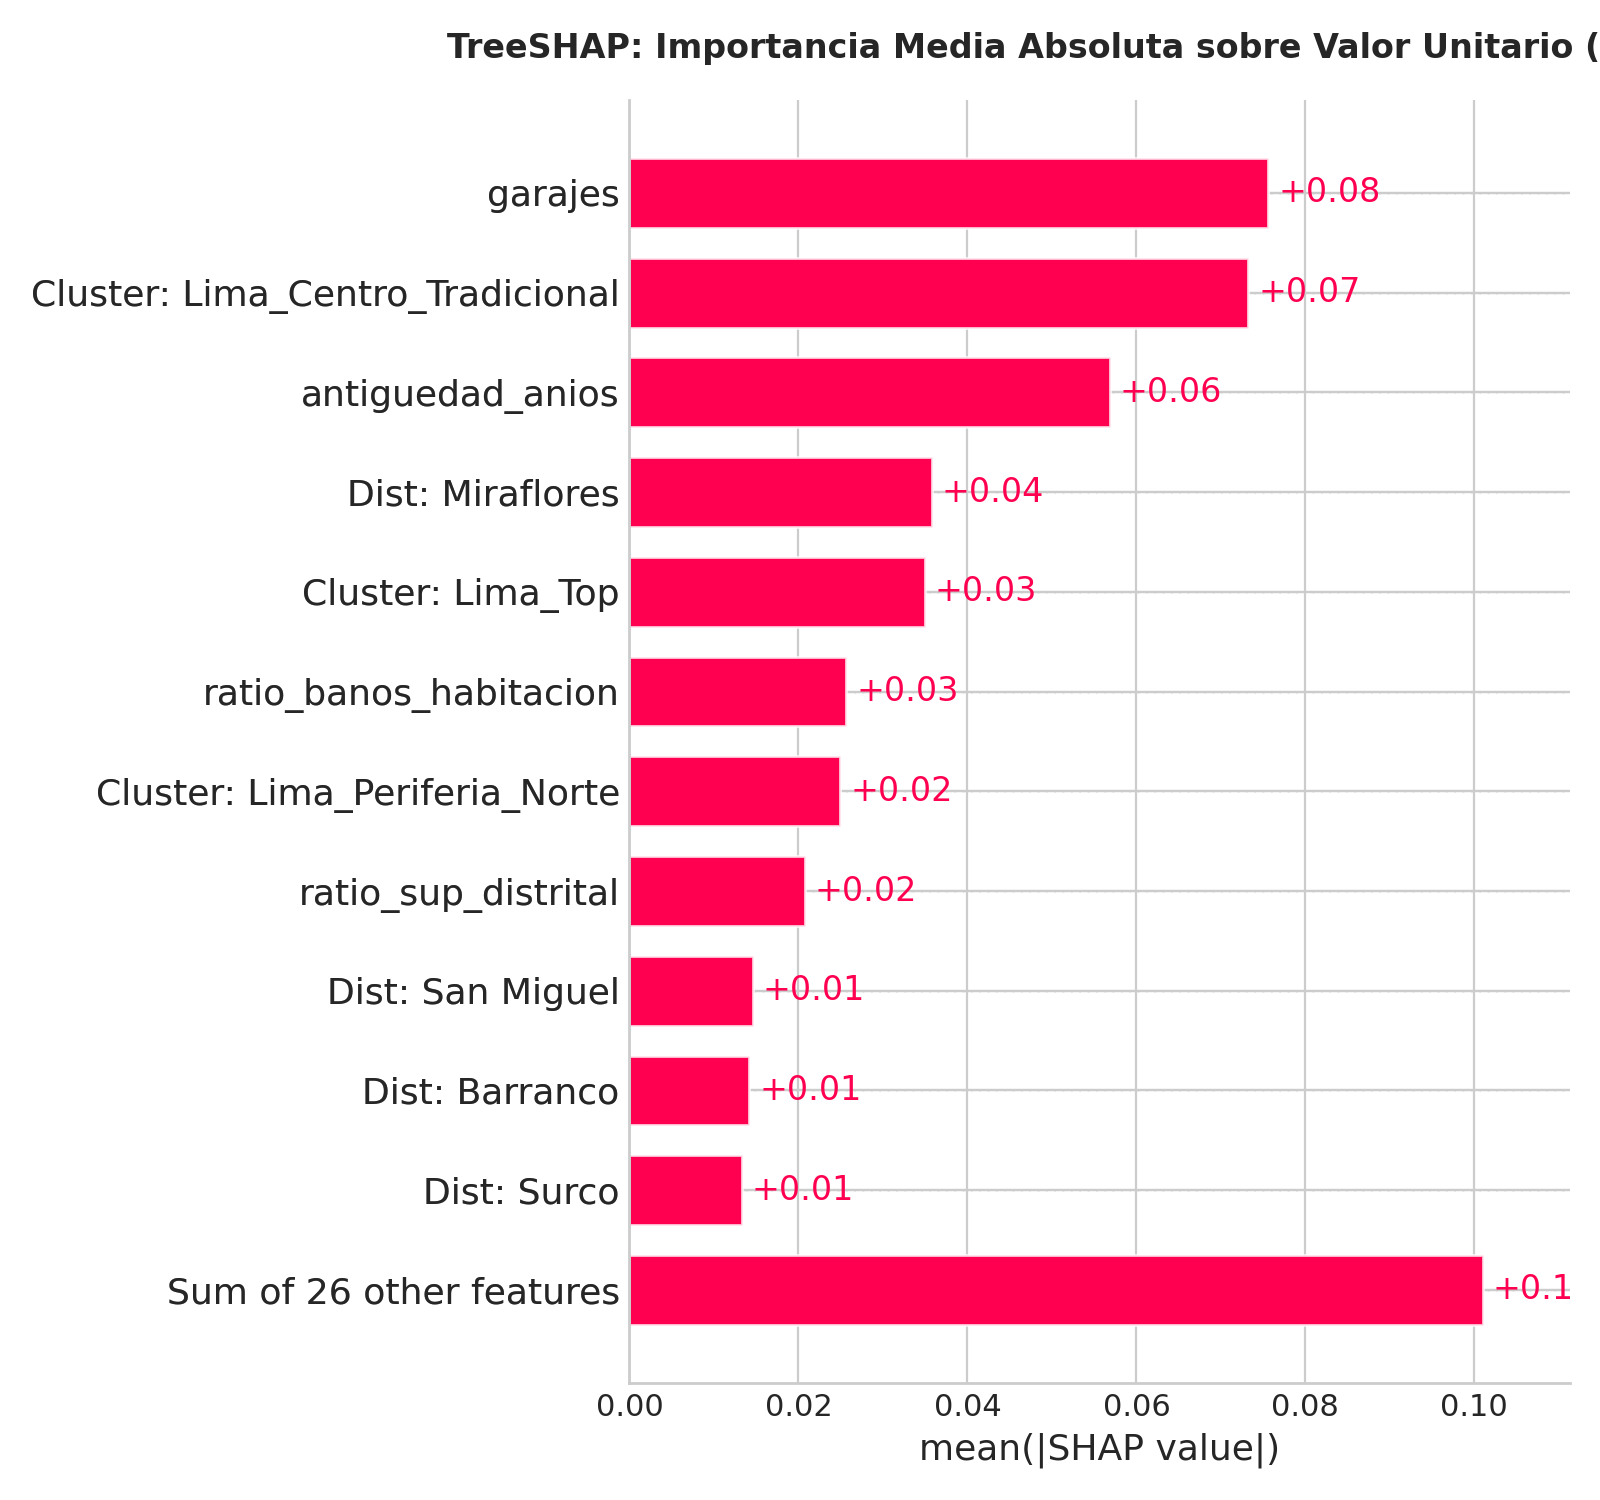 TreeSHAP: Importancia Media Absoluta sobre Valor Unitario (
garajes +0.08
Cluster: Lima_Centro_Tradicional +0.07
antiguedad_anios +0.06
Dist: Miraflores +0.04
Cluster: Lima_Top +0.03
ratio_banos_habitacion +0.03
Cluster: Lima_Periferia_Norte +0.02
ratio_sup_distrital +0.02
Dist: San Miguel +0.01
Dist: Barranco +0.01
Dist: Surco +0.01
Sum of 26 other features +0.1
0.00 0.02 0.04 0.06 0.08 0.10
mean(|SHAP value|)